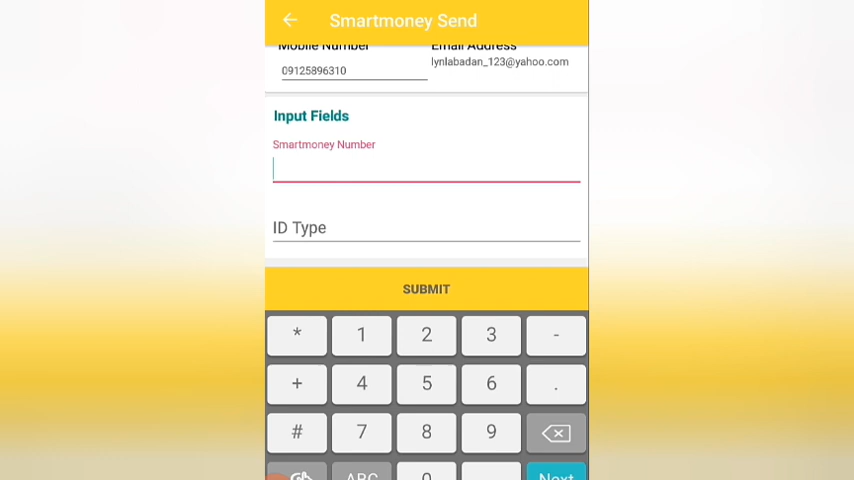 Smartmoney Send
Mobile Number
Email Address
09125896310
lynlabadan_123@yahoo.com
Input Fields
Smartmoney Number
ID Type
SUBMIT
* 1 2 3 -
+ 4 5 6 .
# 7 8 9
ABC 0 Next